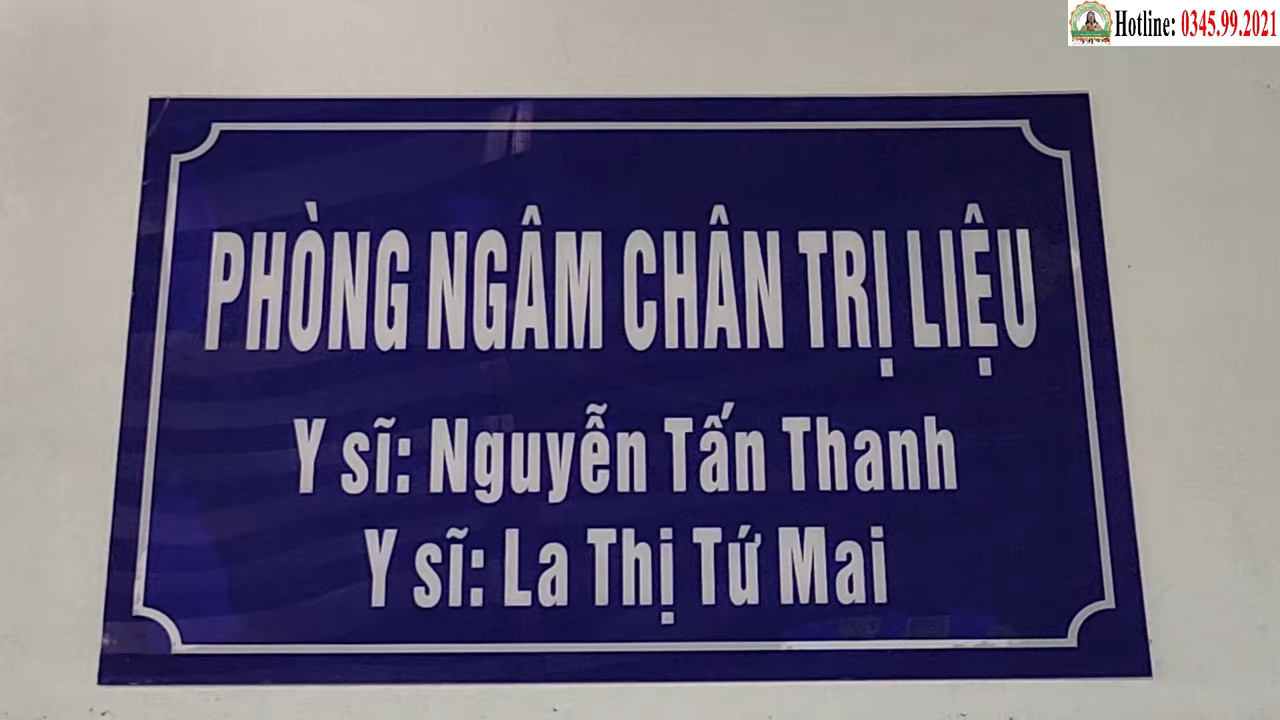 Hotline: 0345.99.2021
PHÒNG NGÂM CHÂN TRỊ LIỆU
Y sĩ: Nguyễn Tấn Thanh
Y sĩ: La Thị Tứ Mai